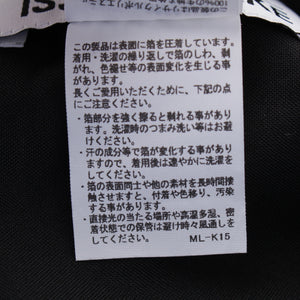 この製品は表面に箔を圧着しています。
着用・洗濯の繰り返しで箔のしわ、剥
がれ、色褪せ等の表面変化を生じる事
があります。
長くご愛用いただくために、下記の点
にご注意ください。
・箔部分を強く擦ると剥れる事があり
ます。洗濯時のつまみ洗い等はお避
けください。
・汗の成分等で箔が変化する事があり
ますので、着用後は速やかに洗濯を
してください。
・箔の表面同士や他の素材を長時間接
触させますと、付着や色移り、汚染
となります。
・直接光の当たる場所や高温多湿、密
閉状態での保管は避け時々風通しを
して下さい。
ML-K15